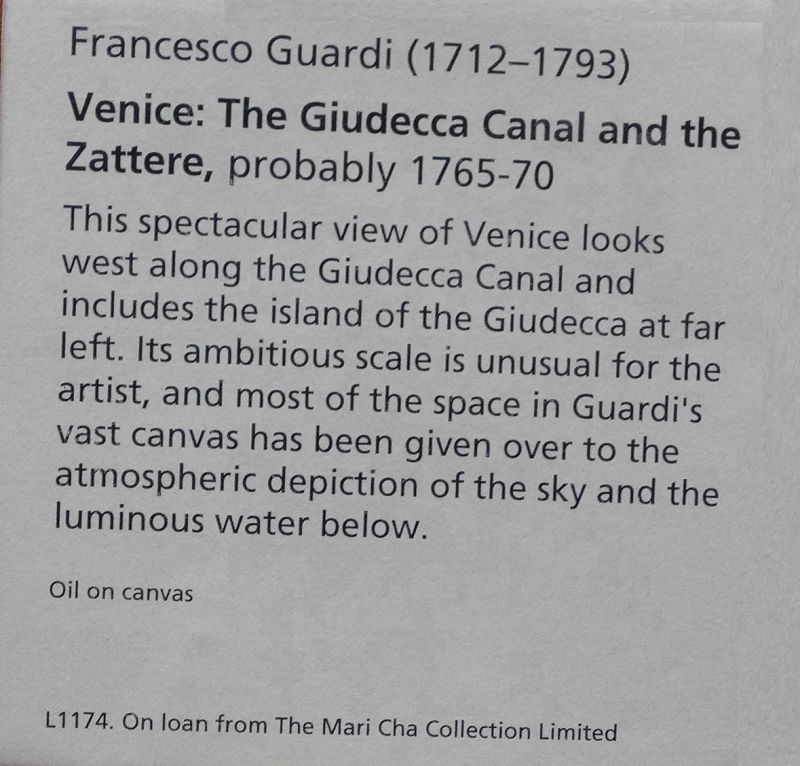 Francesco Guardi (1712–1793)
Venice: The Giudecca Canal and the
Zattere, probably 1765-70
This spectacular view of Venice looks
west along the Giudecca Canal and
includes the island of the Giudecca at far
left. Its ambitious scale is unusual for the
artist, and most of the space in Guardi's
vast canvas has been given over to the
atmospheric depiction of the sky and the
luminous water below.
Oil on canvas
L1174. On loan from The Mari Cha Collection Limited